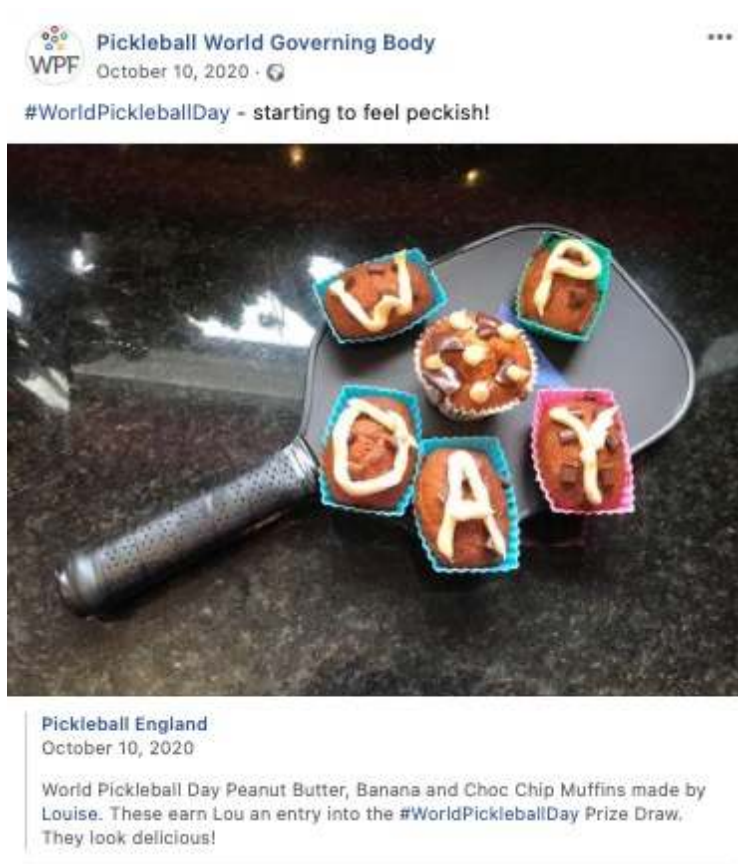 WPF
Pickleball World Governing Body
October 10, 2020 ·
#WorldPickleballDay - starting to feel peckish!
W P
D A Y
Pickleball England
October 10, 2020
World Pickleball Day Peanut Butter, Banana and Choc Chip Muffins made by
Louise. These earn Lou an entry into the #WorldPickleballDay Prize Draw.
They look delicious!